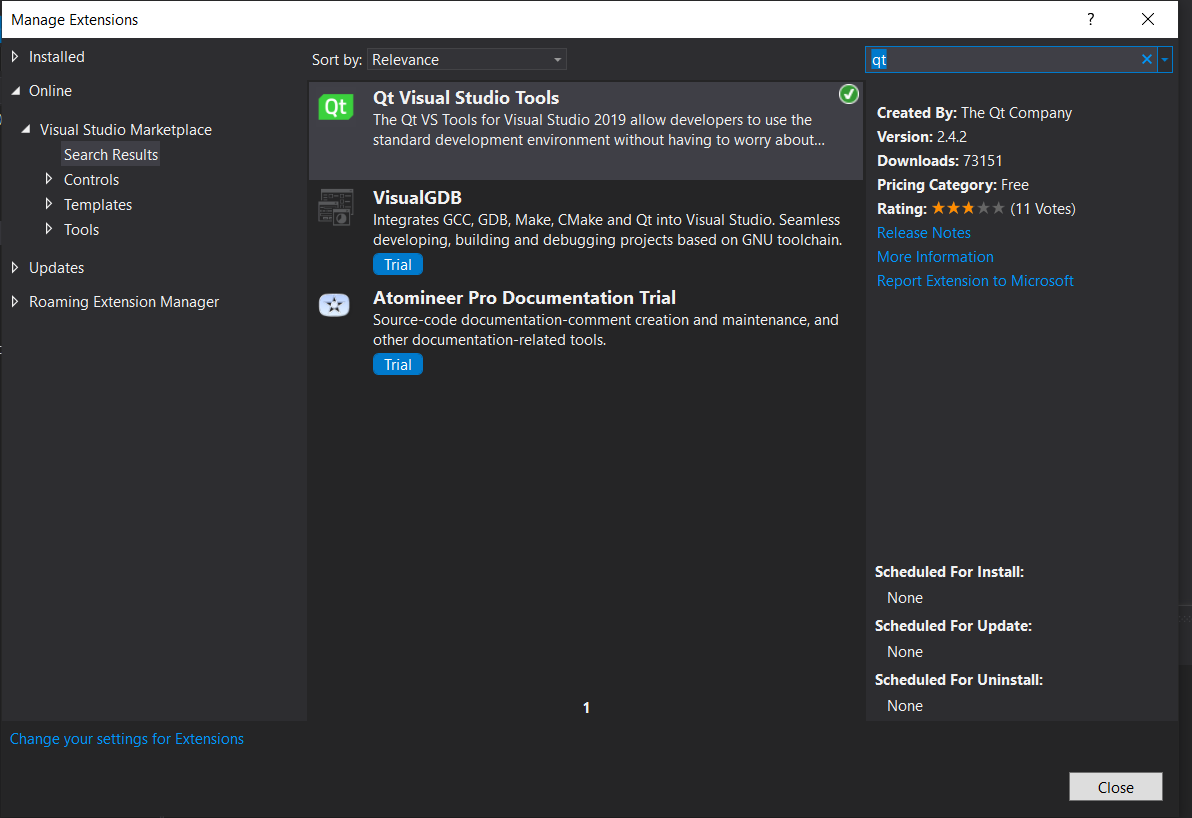 Manage Extensions
?
Installed
Online
Visual Studio Marketplace
Search Results
Controls
Templates
Tools
Updates
Roaming Extension Manager
Sort by: Relevance
Qt
Qt Visual Studio Tools
The Qt VS Tools for Visual Studio 2019 allow developers to use the
standard development environment without having to worry about...
VisualGDB
Integrates GCC, GDB, Make, CMake and Qt into Visual Studio. Seamless
developing, building and debugging projects based on GNU toolchain.
Trial
Atomineer Pro Documentation Trial
Source-code documentation-comment creation and maintenance, and
other documentation-related tools.
Trial
1
qt
Created By: The Qt Company
Version: 2.4.2
Downloads: 73151
Pricing Category: Free
Rating: (11 Votes)
Release Notes
More Information
Report Extension to Microsoft
Scheduled For Install:
None
Scheduled For Update:
None
Scheduled For Uninstall:
None
Change your settings for Extensions
Close